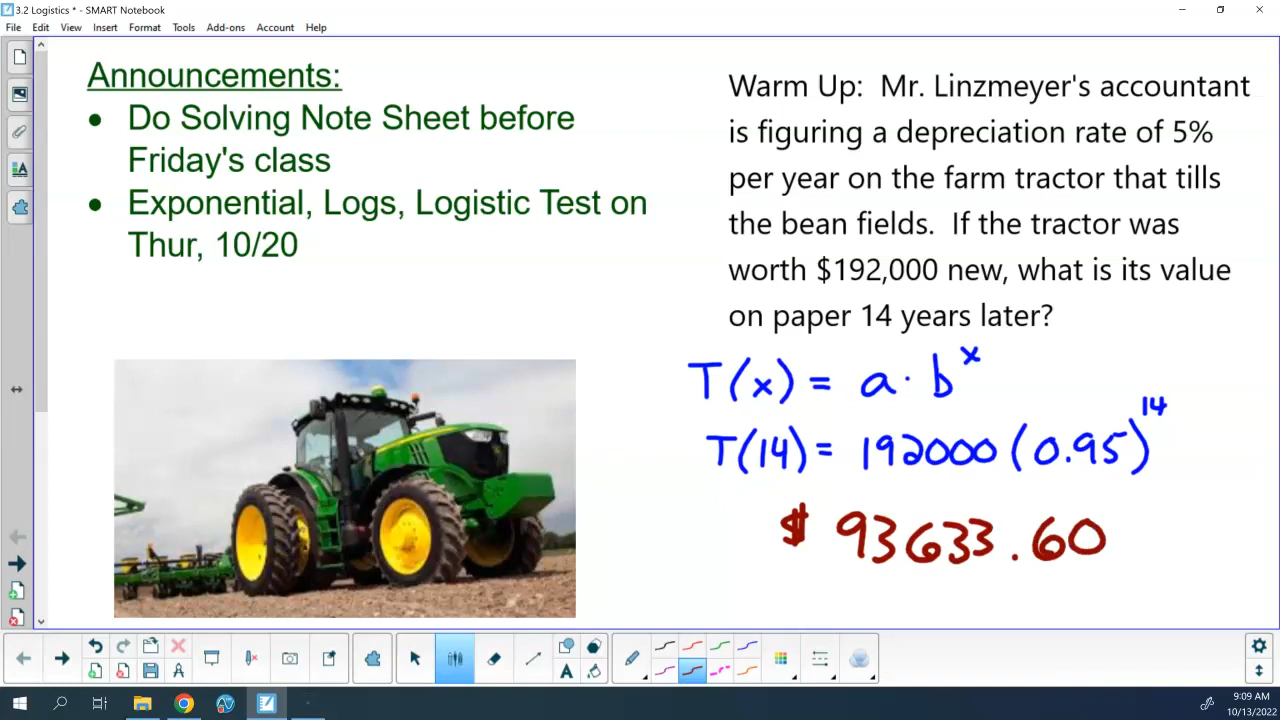 3.2 Logistics * - SMART Notebook
File Edit View Insert Format Tools Add-ons Account Help
Announcements:
• Do Solving Note Sheet before
Friday's class
• Exponential, Logs, Logistic Test on
Thur, 10/20
Warm Up: Mr. Linzmeyer's accountant
is figuring a depreciation rate of 5%
per year on the farm tractor that tills
the bean fields. If the tractor was
worth $192,000 new, what is its value
on paper 14 years later?
T(x) = a · b^x
T(14) = 192000 (0.95)^14
$ 93633.60
9:09 AM
10/13/2022